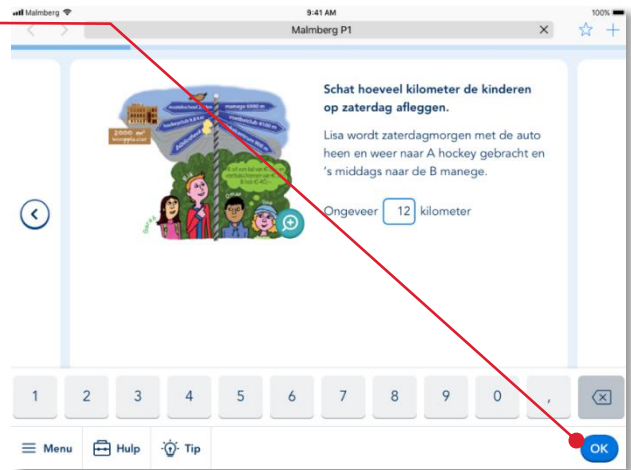 Malmberg
9:41 AM
100%
Malmberg P1
manege 6000 m
2000 m²
Schat hoeveel kilometer de kinderen
op zaterdag afleggen.
Lisa wordt zaterdagmorgen met de auto
heen en weer naar A hockey gebracht en
's middags naar de B manege.
Ongeveer 12 kilometer
1 2 3 4 5 6 7 8 9 0 ,
Menu Hulp Tip OK